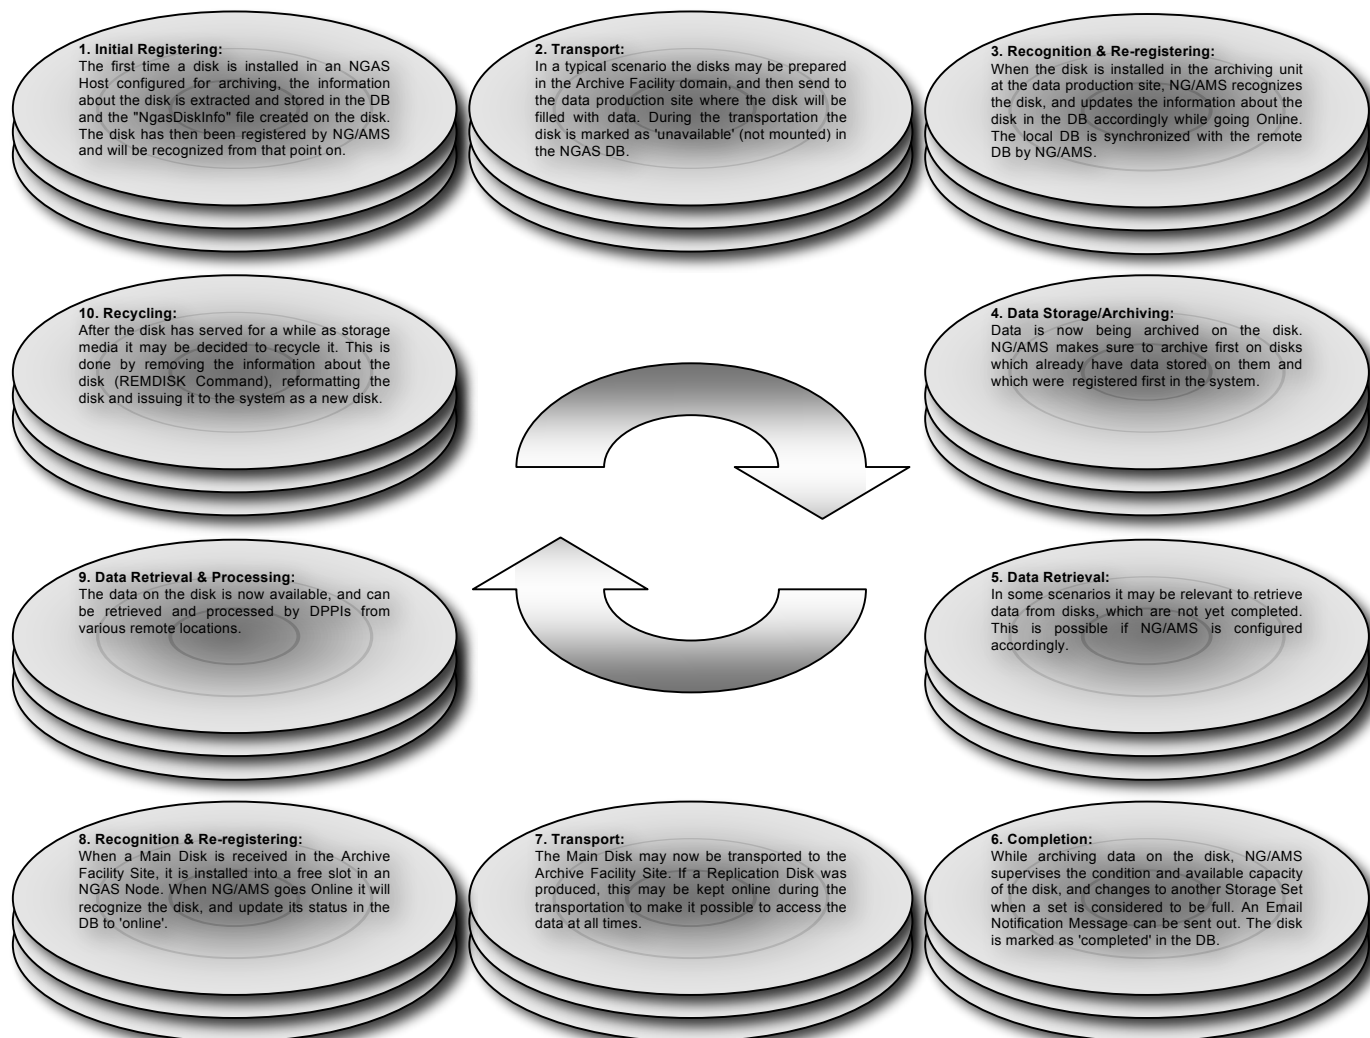 1. Initial Registering:
The first time a disk is installed in an NGAS
Host configured for archiving, the information
about the disk is extracted and stored in the DB
and the "NgasDiskInfo" file created on the disk.
The disk has then been registered by NG/AMS
and will be recognized from that point on.
2. Transport:
In a typical scenario the disks may be prepared
in the Archive Facility domain, and then send to
the data production site where the disk will be
filled with data. During the transportation the
disk is marked as 'unavailable' (not mounted) in
the NGAS DB.
3. Recognition & Re-registering:
When the disk is installed in the archiving unit
at the data production site, NG/AMS recognizes
the disk, and updates the information about the
disk in the DB accordingly while going Online.
The local DB is synchronized with the remote
DB by NG/AMS.
4. Data Storage/Archiving:
Data is now being archived on the disk.
NG/AMS makes sure to archive first on disks
which already have data stored on them and
which were registered first in the system.
5. Data Retrieval:
In some scenarios it may be relevant to retrieve
data from disks, which are not yet completed.
This is possible if NG/AMS is configured
accordingly.
6. Completion:
While archiving data on the disk, NG/AMS
supervises the condition and available capacity
of the disk, and changes to another Storage Set
when a set is considered to be full. An Email
Notification Message can be sent out. The disk
is marked as 'completed' in the DB.
7. Transport:
The Main Disk may now be transported to the
Archive Facility Site. If a Replication Disk was
produced, this may be kept online during the
transportation to make it possible to access the
data at all times.
8. Recognition & Re-registering:
When a Main Disk is received in the Archive
Facility Site, it is installed into a free slot in an
NGAS Node. When NG/AMS goes Online it will
recognize the disk, and update its status in the
DB to 'online'.
9. Data Retrieval & Processing:
The data on the disk is now available, and can
be retrieved and processed by DPPIs from
various remote locations.
10. Recycling:
After the disk has served for a while as storage
media it may be decided to recycle it. This is
done by removing the information about the
disk (REMDISK Command), reformatting the
disk and issuing it to the system as a new disk.